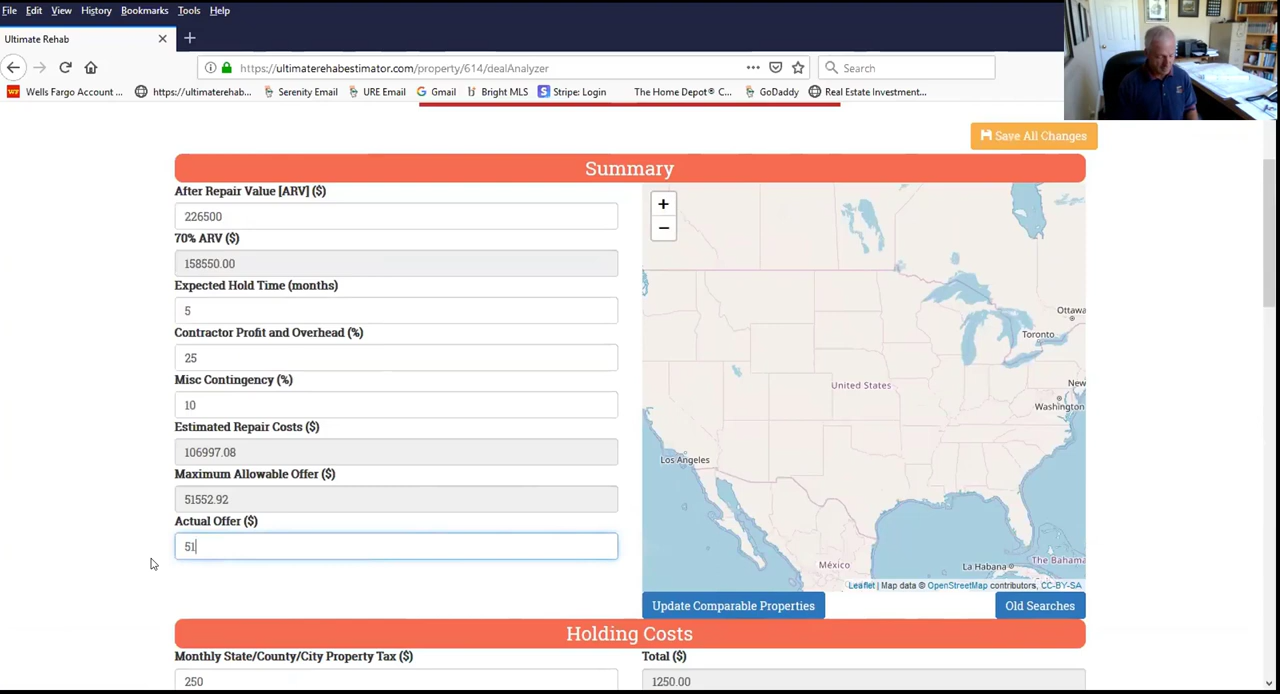 File Edit View History Bookmarks Tools Help
Ultimate Rehab
https://ultimaterehabestimator.com/property/614/dealAnalyzer
Search
Wells Fargo Account ... https://ultimaterehab... Serenity Email URE Email Gmail Bright MLS Stripe: Login The Home Depot® C... GoDaddy Real Estate Investment...
Save All Changes
Summary
After Repair Value [ARV] ($)
226500
70% ARV ($)
158550.00
Expected Hold Time (months)
5
Contractor Profit and Overhead (%)
25
Misc Contingency (%)
10
Estimated Repair Costs ($)
106997.08
Maximum Allowable Offer ($)
51552.92
Actual Offer ($)
51
+
−
Ottawa
Toronto
United States
New
Washington
Los Angeles
México
La Habana
The Bahama
Leaflet | Map data © OpenStreetMap contributors, CC-BY-SA
Update Comparable Properties
Old Searches
Holding Costs
Monthly State/County/City Property Tax ($)
250
Total ($)
1250.00